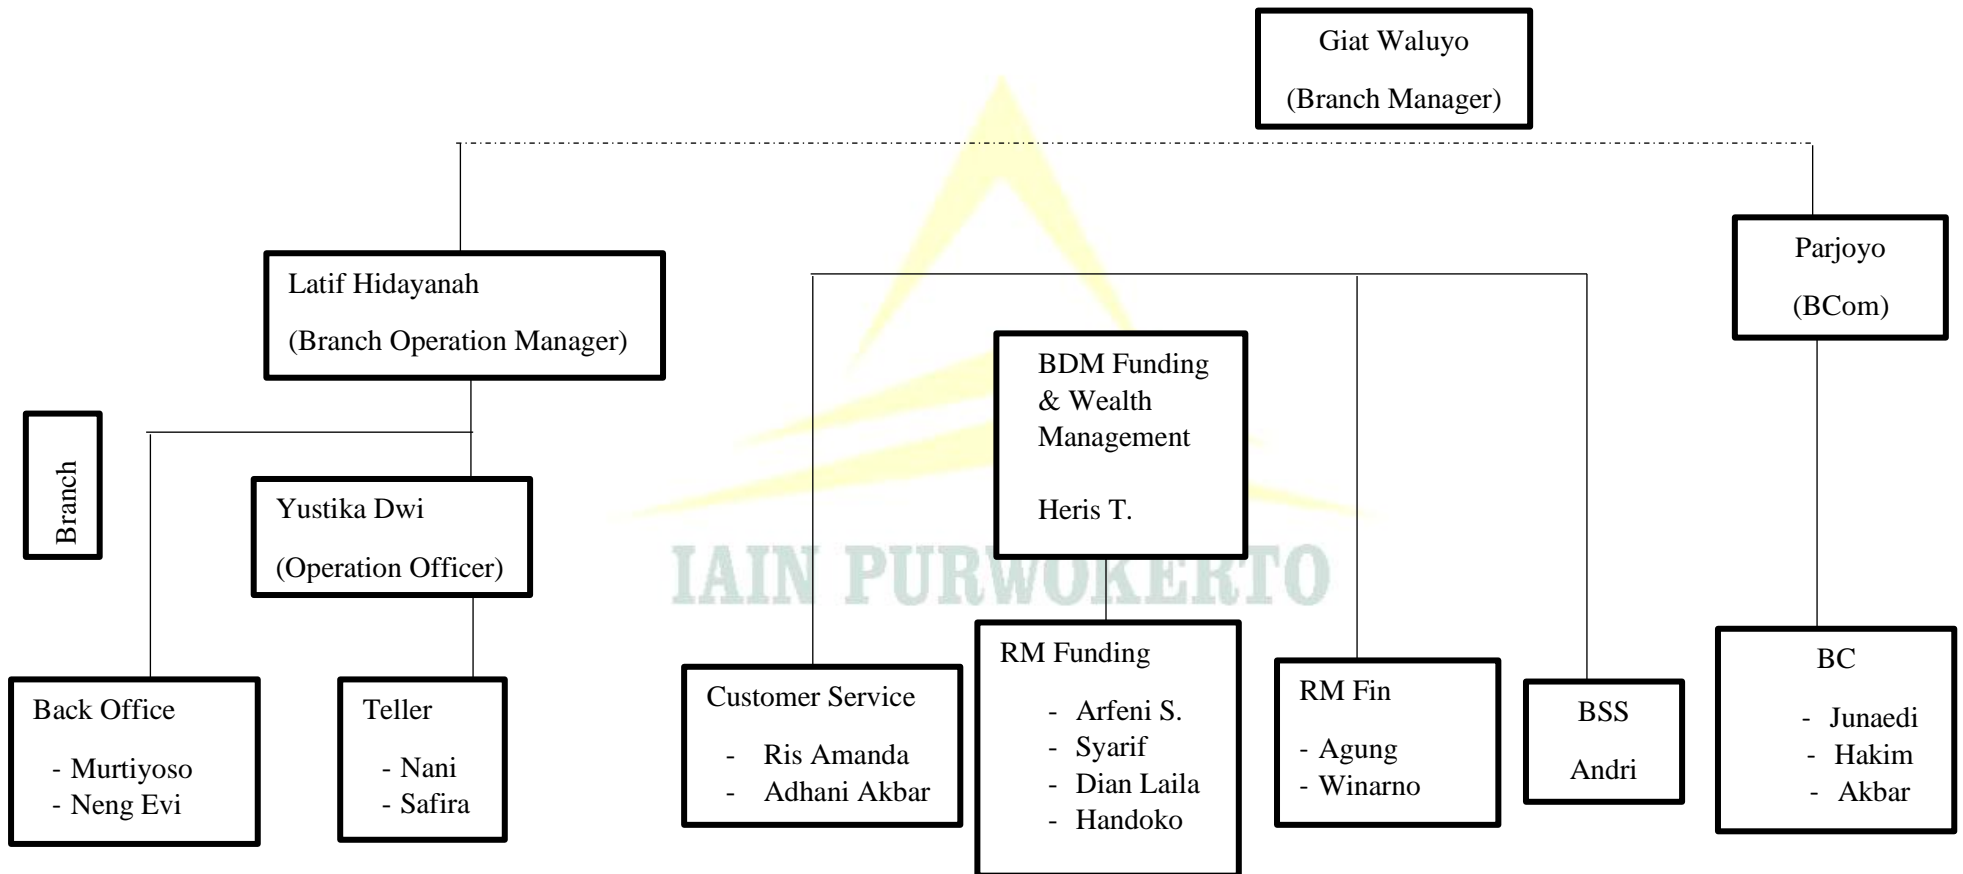 Giat Waluyo
(Branch Manager)
Latif Hidayanah
(Branch Operation Manager)
Parjoyo
(BCom)
BDM Funding
& Wealth
Management
Heris T.
Branch
Yustika Dwi
(Operation Officer)
IAIN PURWOKERTO
Back Office
- Murtiyoso
- Neng Evi
Teller
- Nani
- Safira
Customer Service
- Ris Amanda
- Adhani Akbar
RM Funding
- Arfeni S.
- Syarif
- Dian Laila
- Handoko
RM Fin
- Agung
- Winarno
BSS
Andri
BC
- Junaedi
- Hakim
- Akbar